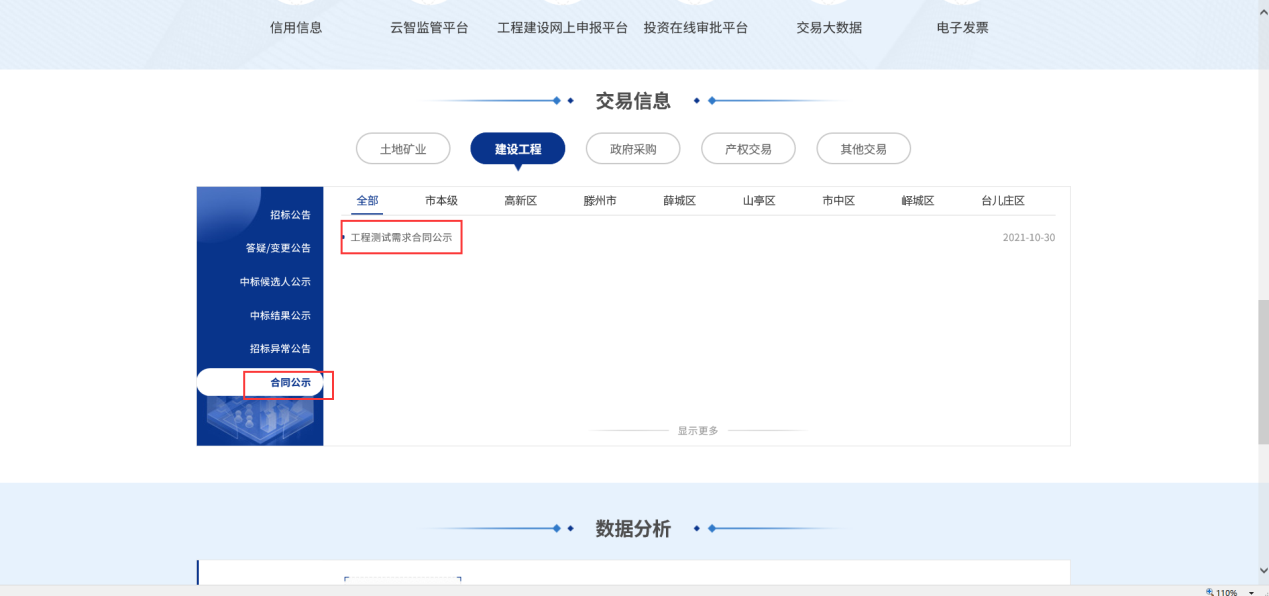 信用信息 云智监管平台 工程建设网上申报平台 投资在线审批平台 交易大数据 电子发票
交易信息
土地矿业 建设工程 政府采购 产权交易 其他交易
全部 市本级 高新区 滕州市 薛城区 山亭区 市中区 峄城区 台儿庄区
招标公告
答疑/变更公告
中标候选人公示
中标结果公示
招标异常公告
合同公示
工程测试需求合同公示 2021-10-30
显示更多
数据分析
110%